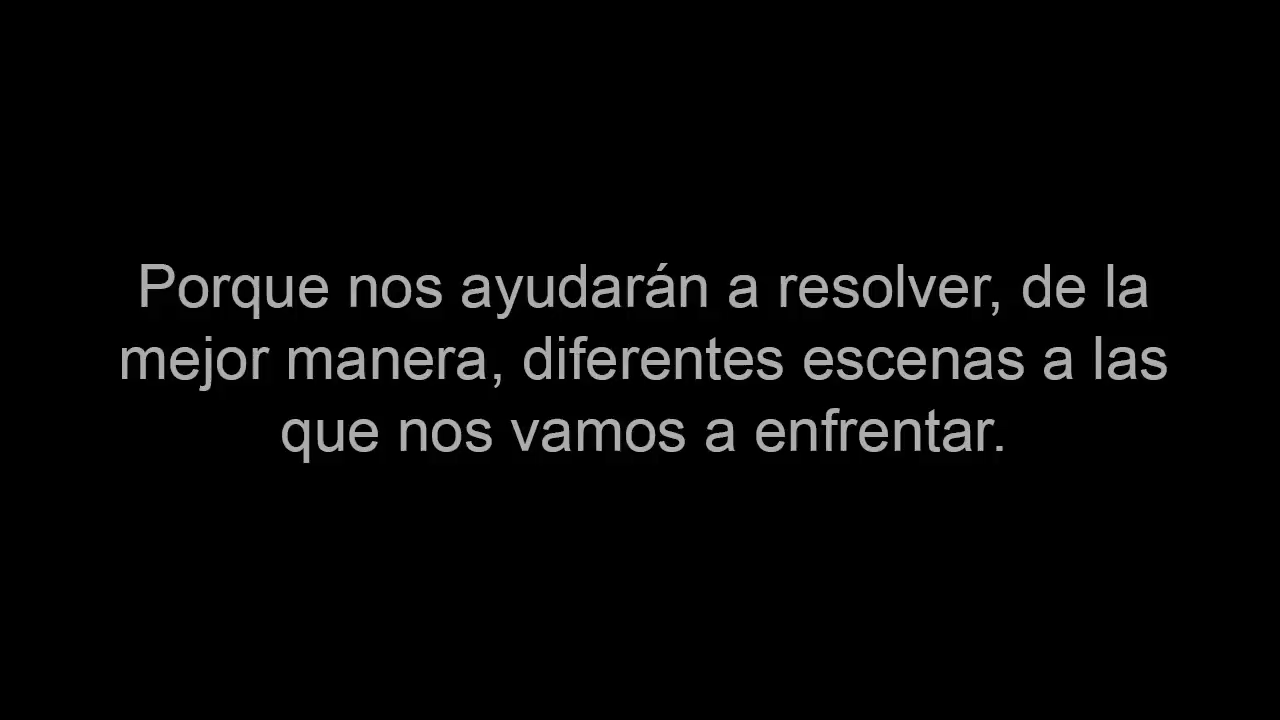 Porque nos ayudarán a resolver, de la
mejor manera, diferentes escenas a las
que nos vamos a enfrentar.